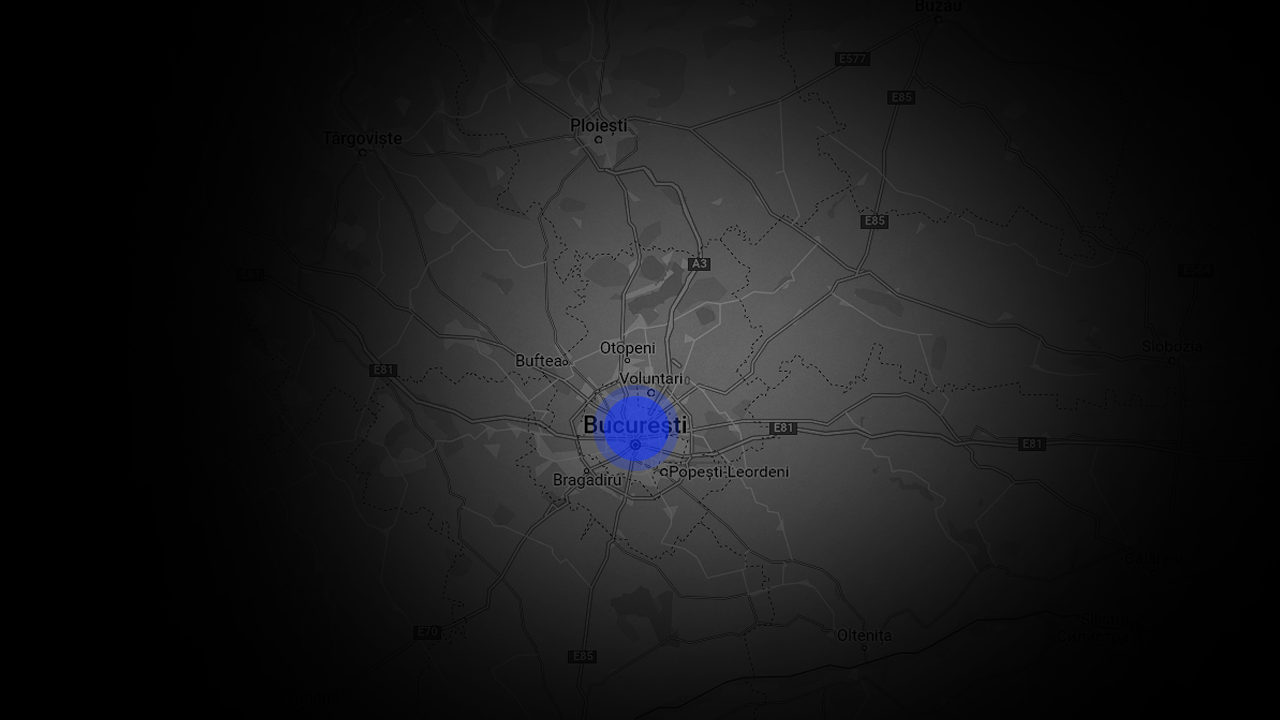 Buzău
E577
E85
Ploiești
Târgoviște
E85
A3
Slobozia
Otopeni
Buftea
Voluntari
E81
București
E81
E81
Popești-Leordeni
Bragadiru
E70
Oltenița
E85